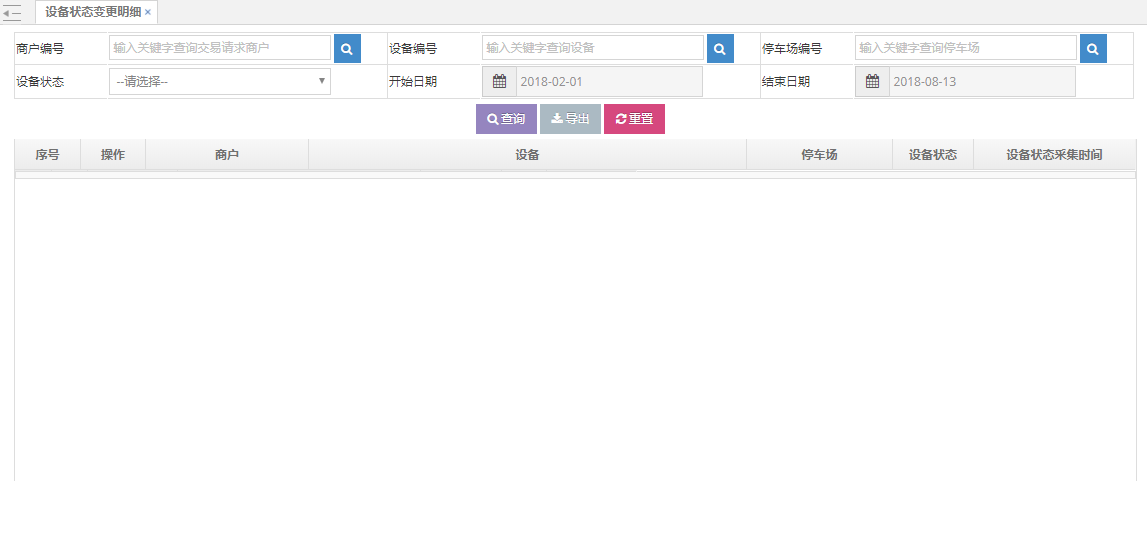 设备状态变更明细 ×
商户编号 输入关键字查询交易请求商户 设备编号 输入关键字查询设备 停车场编号 输入关键字查询停车场
设备状态 --请选择-- 开始日期 2018-02-01 结束日期 2018-08-13
查询 导出 重置
序号 操作 商户 设备 停车场 设备状态 设备状态采集时间